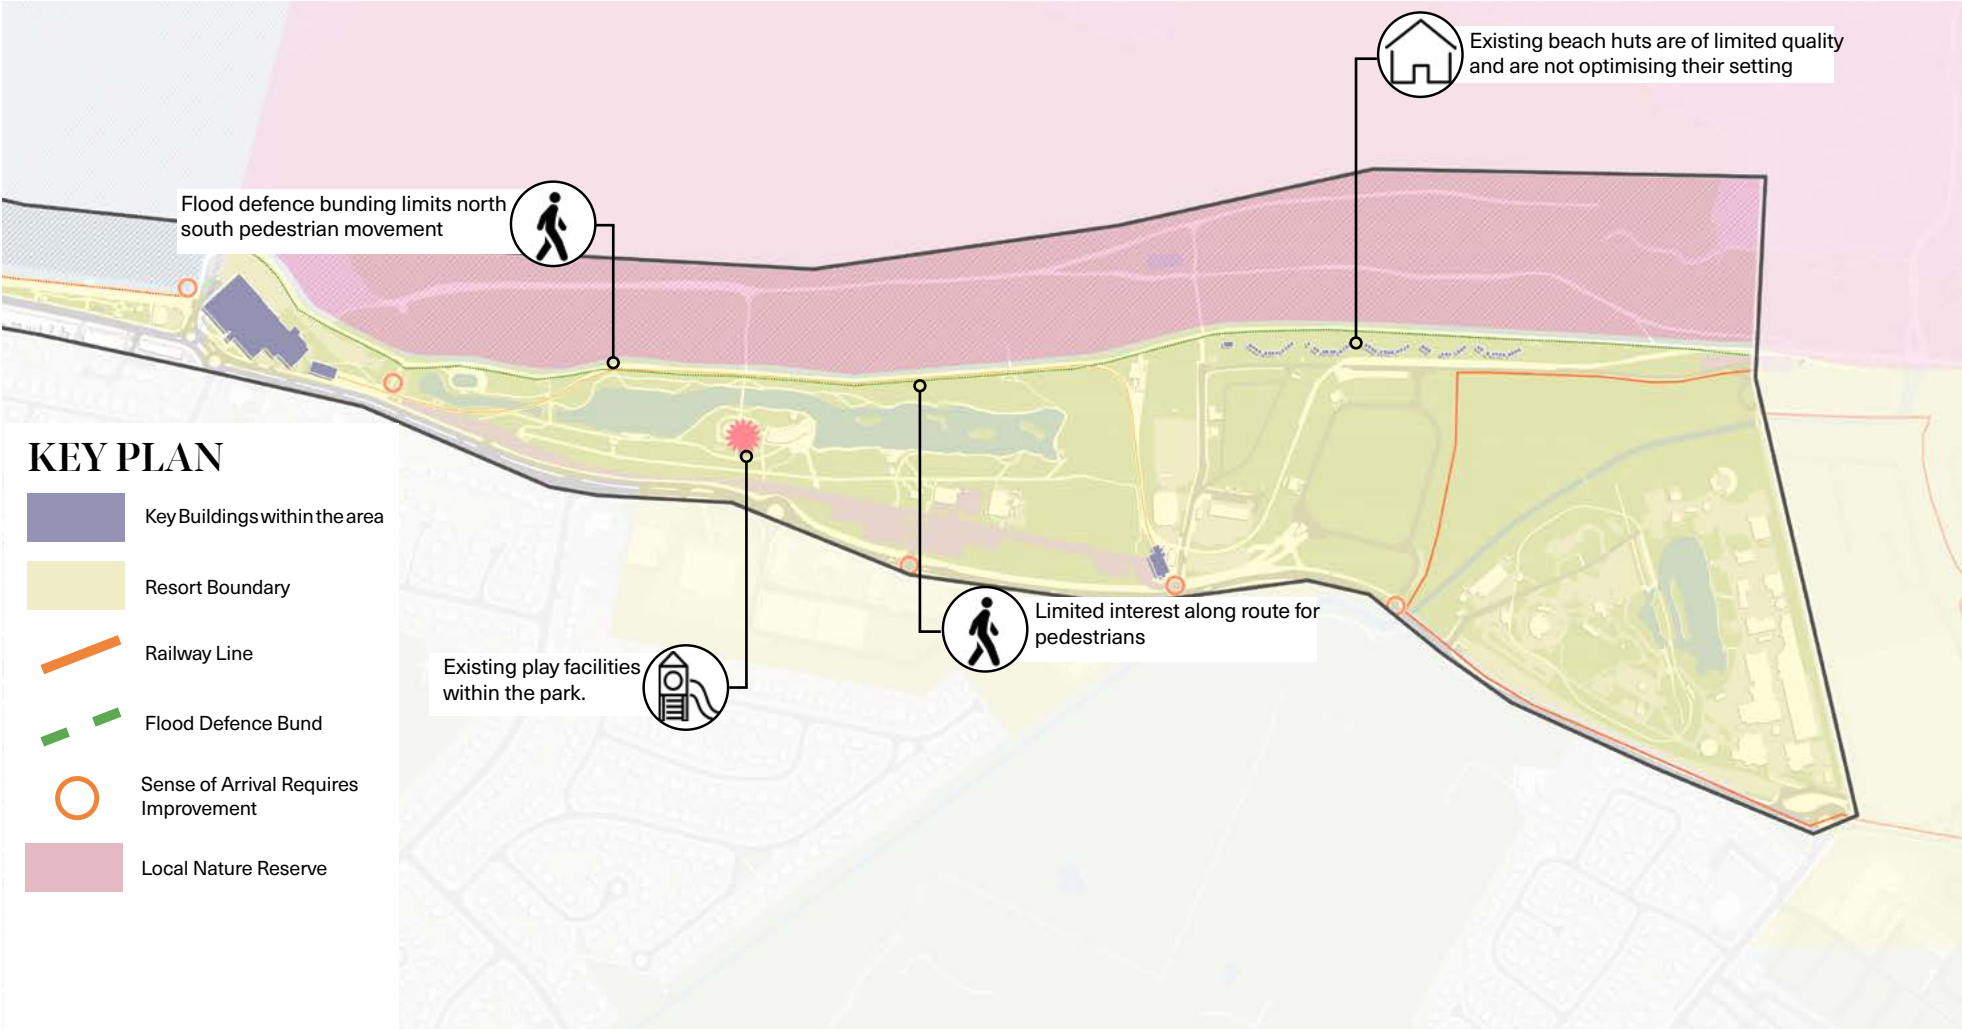 Existing beach huts are of limited quality
and are not optimising their setting
Flood defence bunding limits north
south pedestrian movement
KEY PLAN
Key Buildings within the area
Resort Boundary
Railway Line
Flood Defence Bund
Sense of Arrival Requires
Improvement
Local Nature Reserve
Existing play facilities
within the park.
Limited interest along route for
pedestrians